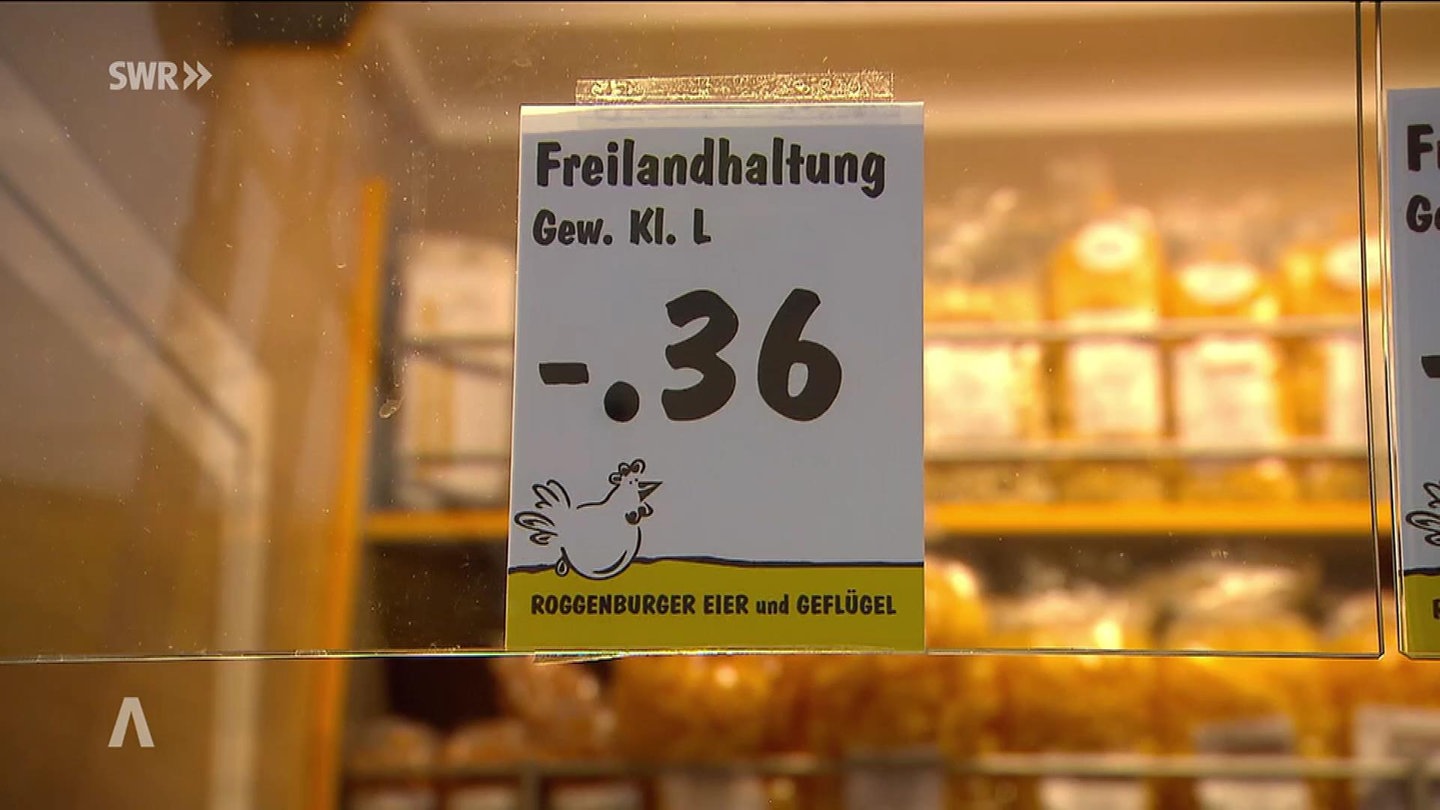 SWR»
Freilandhaltung
Gew. Kl. L
-.36
ROGGENBURGER EIER und GEFLÜGEL